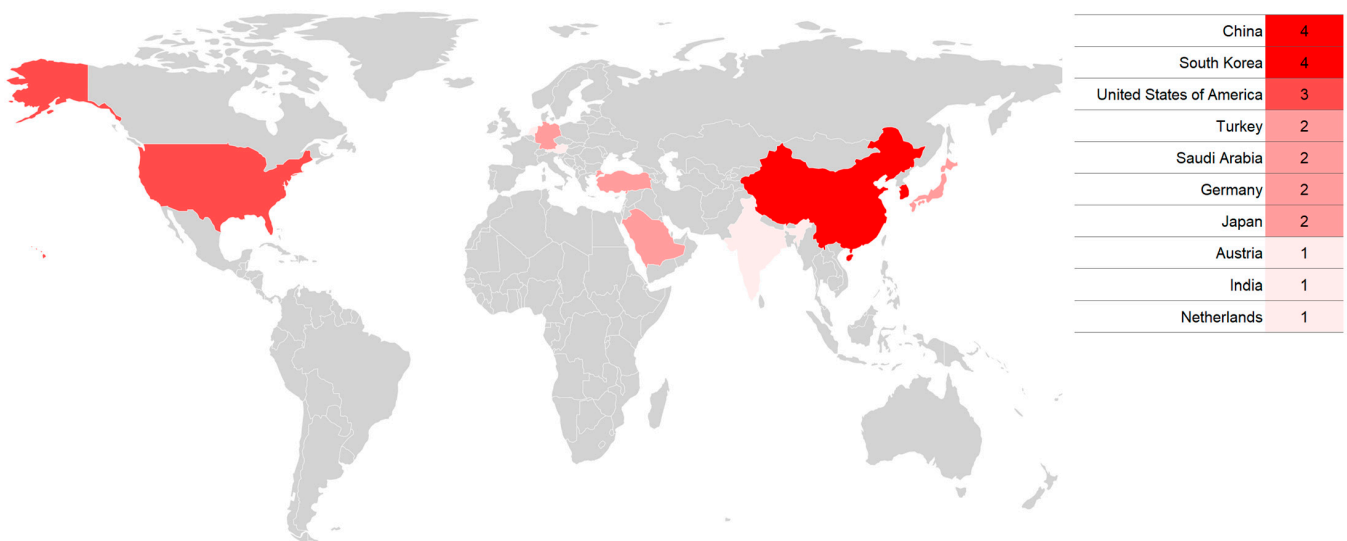 China 4
South Korea 4
United States of America 3
Turkey 2
Saudi Arabia 2
Germany 2
Japan 2
Austria 1
India 1
Netherlands 1